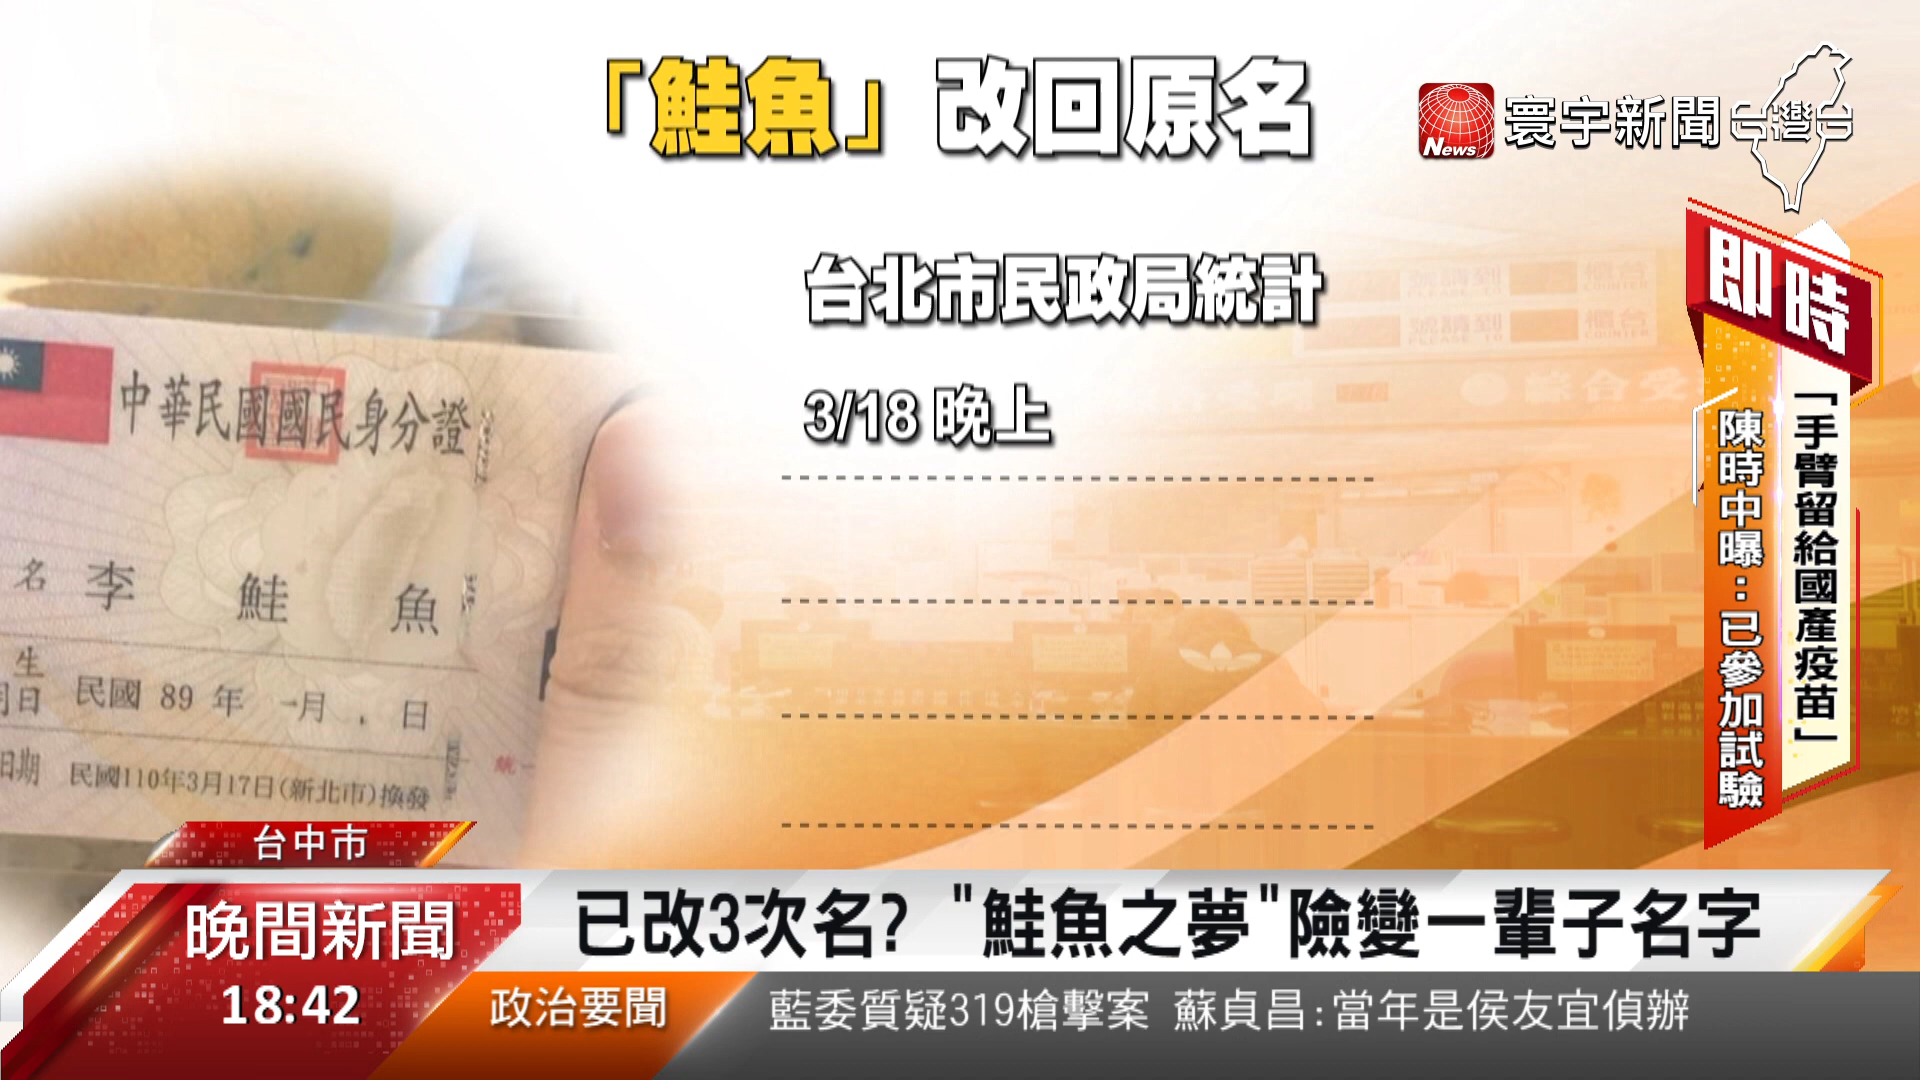 「鮭魚」改回原名
News 寰宇新聞 台灣台
台北市民政局統計
3/18 晚上
即時
「手臂留給國產疫苗」
陳時中曝：已參加試驗
中華民國國民身分證
名 李 鮭 魚
生
月日 民國 89 年 一月 日
日期 民國110年3月17日(新北市)換發
統一
台中市
晚間新聞
已改3次名? "鮭魚之夢"險變一輩子名字
18:42
政治要聞
藍委質疑319槍擊案 蘇貞昌:當年是侯友宜偵辦